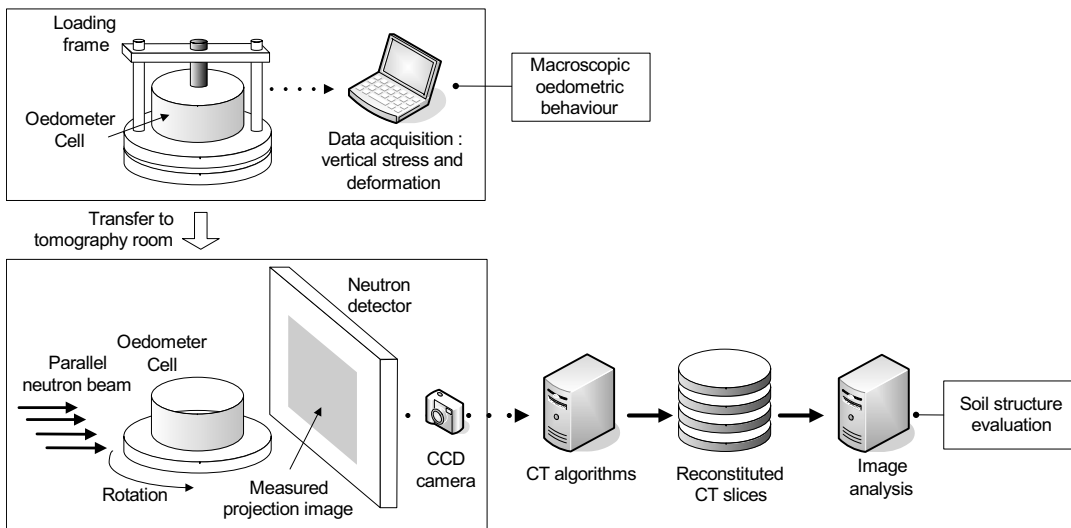 Loading
frame
Oedometer
Cell
Data acquisition :
vertical stress and
deformation
Macroscopic
oedometric
behaviour
Transfer to
tomography room
Neutron
detector
Oedometer
Cell
Parallel
neutron beam
Rotation
Measured
projection image
CCD
camera
CT algorithms
Reconstituted
CT slices
Image
analysis
Soil structure
evaluation